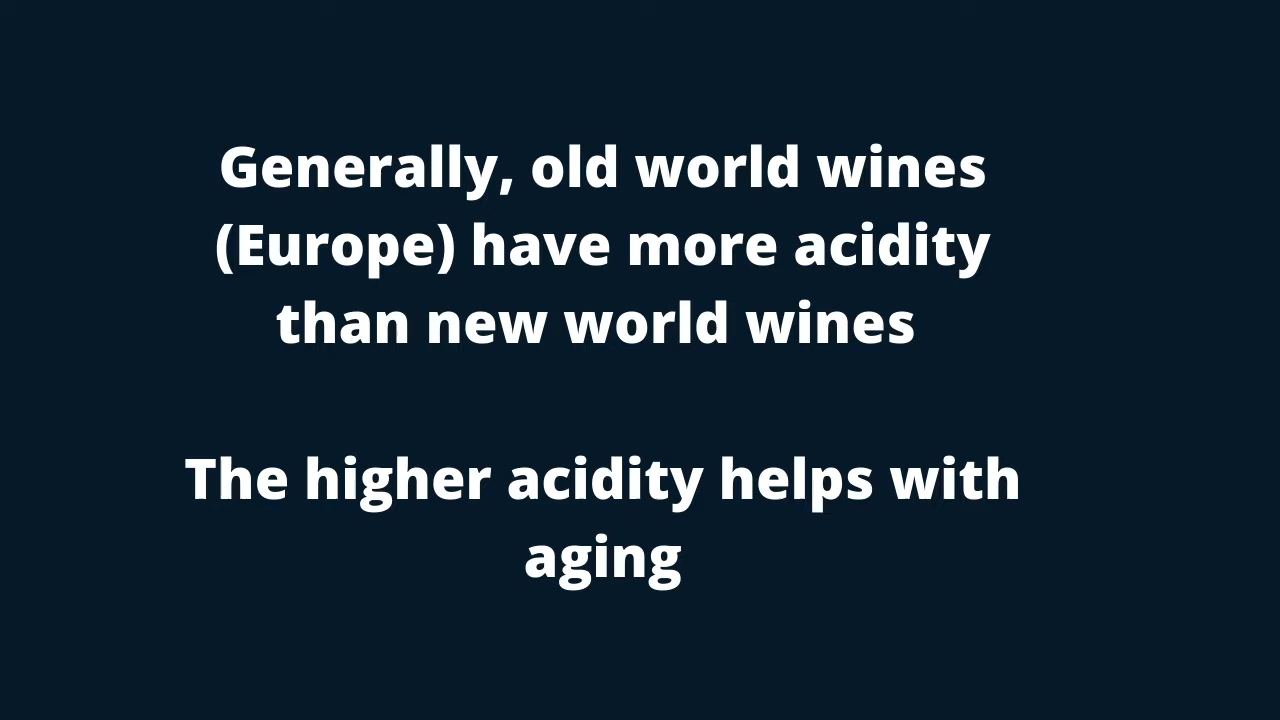 Generally, old world wines
(Europe) have more acidity
than new world wines
The higher acidity helps with
aging